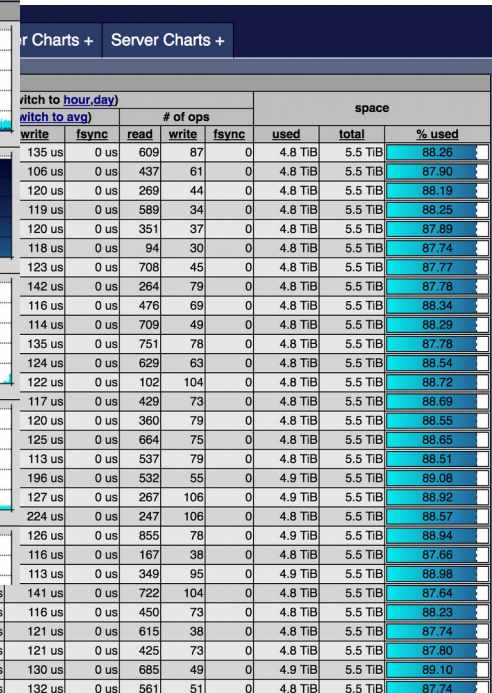 r Charts + Server Charts +
witch to hour,day)
witch to avg) # of ops space
write fsync read write fsync used total % used
135 us 0 us 609 87 0 4.8 TiB 5.5 TiB 88.26
106 us 0 us 437 61 0 4.8 TiB 5.5 TiB 87.90
120 us 0 us 269 44 0 4.8 TiB 5.5 TiB 88.19
119 us 0 us 589 34 0 4.8 TiB 5.5 TiB 88.25
120 us 0 us 351 37 0 4.8 TiB 5.5 TiB 87.89
118 us 0 us 94 30 0 4.8 TiB 5.5 TiB 87.74
123 us 0 us 708 45 0 4.8 TiB 5.5 TiB 87.77
142 us 0 us 264 79 0 4.8 TiB 5.5 TiB 87.78
116 us 0 us 476 69 0 4.8 TiB 5.5 TiB 88.34
114 us 0 us 709 49 0 4.8 TiB 5.5 TiB 88.29
135 us 0 us 751 78 0 4.8 TiB 5.5 TiB 87.78
124 us 0 us 629 63 0 4.8 TiB 5.5 TiB 88.54
122 us 0 us 102 104 0 4.8 TiB 5.5 TiB 88.72
117 us 0 us 429 73 0 4.8 TiB 5.5 TiB 88.69
120 us 0 us 360 79 0 4.8 TiB 5.5 TiB 88.55
125 us 0 us 664 75 0 4.8 TiB 5.5 TiB 88.65
113 us 0 us 537 79 0 4.8 TiB 5.5 TiB 88.51
196 us 0 us 532 55 0 4.9 TiB 5.5 TiB 89.08
127 us 0 us 267 106 0 4.9 TiB 5.5 TiB 88.92
224 us 0 us 247 106 0 4.8 TiB 5.5 TiB 88.57
126 us 0 us 855 78 0 4.9 TiB 5.5 TiB 88.94
116 us 0 us 167 38 0 4.8 TiB 5.5 TiB 87.66
113 us 0 us 349 95 0 4.9 TiB 5.5 TiB 88.98
s 141 us 0 us 722 104 0 4.8 TiB 5.5 TiB 87.64
s 116 us 0 us 450 73 0 4.8 TiB 5.5 TiB 88.23
s 121 us 0 us 615 38 0 4.8 TiB 5.5 TiB 87.74
s 121 us 0 us 425 73 0 4.8 TiB 5.5 TiB 87.80
s 130 us 0 us 685 49 0 4.9 TiB 5.5 TiB 89.10
s 132 us 0 us 561 51 0 4.8 TiB 5.5 TiB 87.74